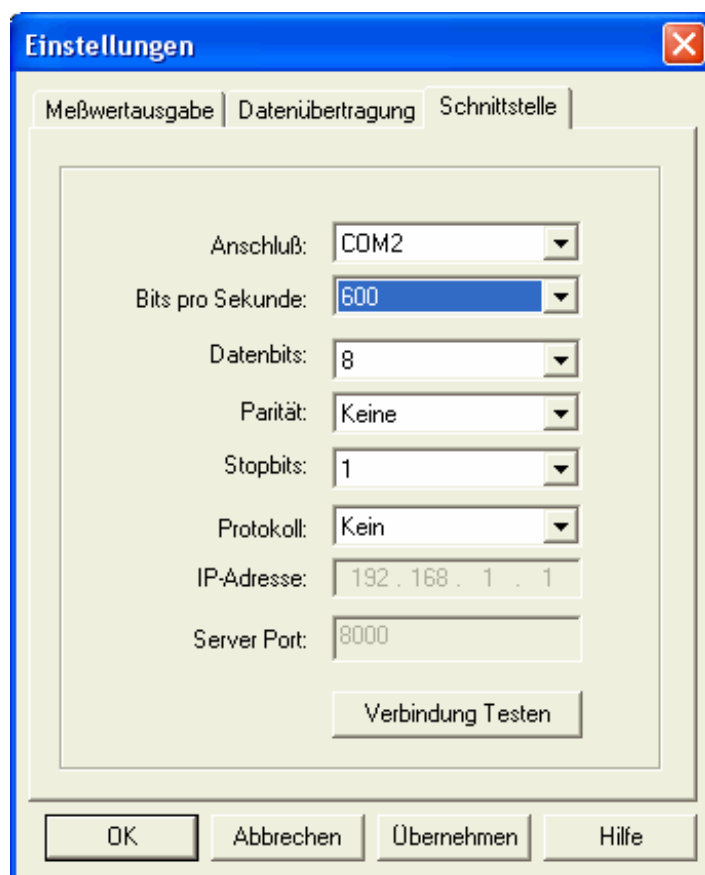 Einstellungen
Meßwertausgabe Datenübertragung Schnittstelle
Anschluß: COM2
Bits pro Sekunde: 600
Datenbits: 8
Parität: Keine
Stopbits: 1
Protokoll: Kein
IP-Adresse: 192 . 168 . 1 . 1
Server Port: 8000
Verbindung Testen
OK Abbrechen Übernehmen Hilfe